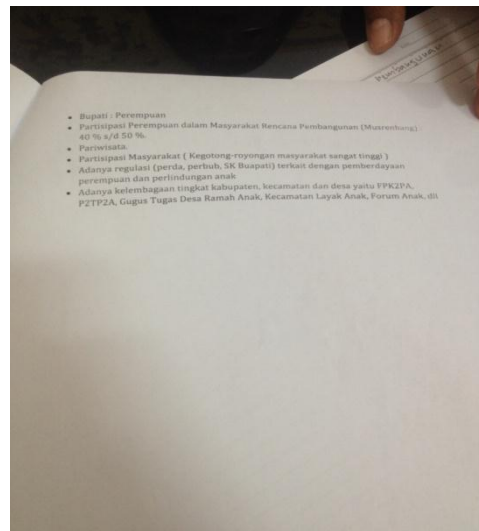 • Bupati : Perempuan
• Partisipasi Perempuan dalam Masyarakat Rencana Pembangunan (Musrenbang) :
40 % s/d 50 %.
• Pariwisata.
• Partisipasi Masyarakat ( Kegotong-royongan masyarakat sangat tinggi )
• Adanya regulasi (perda, perbub, SK Buapati) terkait dengan pemberdayaan
perempuan dan perlindungan anak
• Adanya kelembagaan tingkat kabupaten, kecamatan dan desa yaitu FPK2PA,
P2TP2A, Gugus Tugas Desa Ramah Anak, Kecamatan Layak Anak, Forum Anak, dll